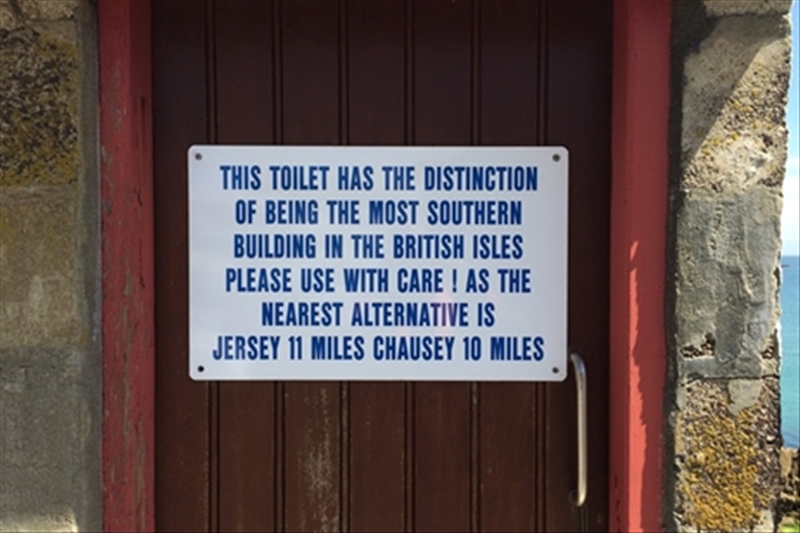 THIS TOILET HAS THE DISTINCTION
OF BEING THE MOST SOUTHERN
BUILDING IN THE BRITISH ISLES
PLEASE USE WITH CARE ! AS THE
NEAREST ALTERNATIVE IS
JERSEY 11 MILES CHAUSEY 10 MILES